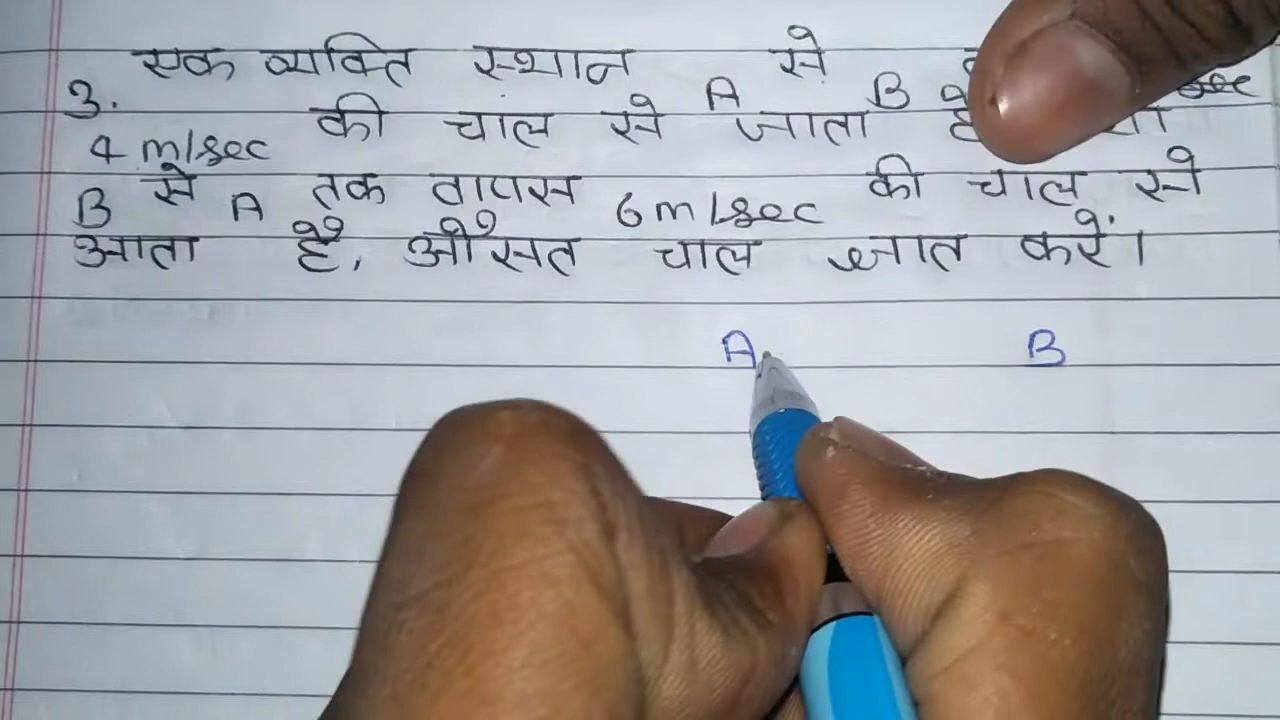 3. एक व्यक्ति स्थान A से B
4 m/sec की चाल से जाता है
B से A तक वापस 6 m/sec की चाल से
आता है, औसत चाल ज्ञात करें।
A B